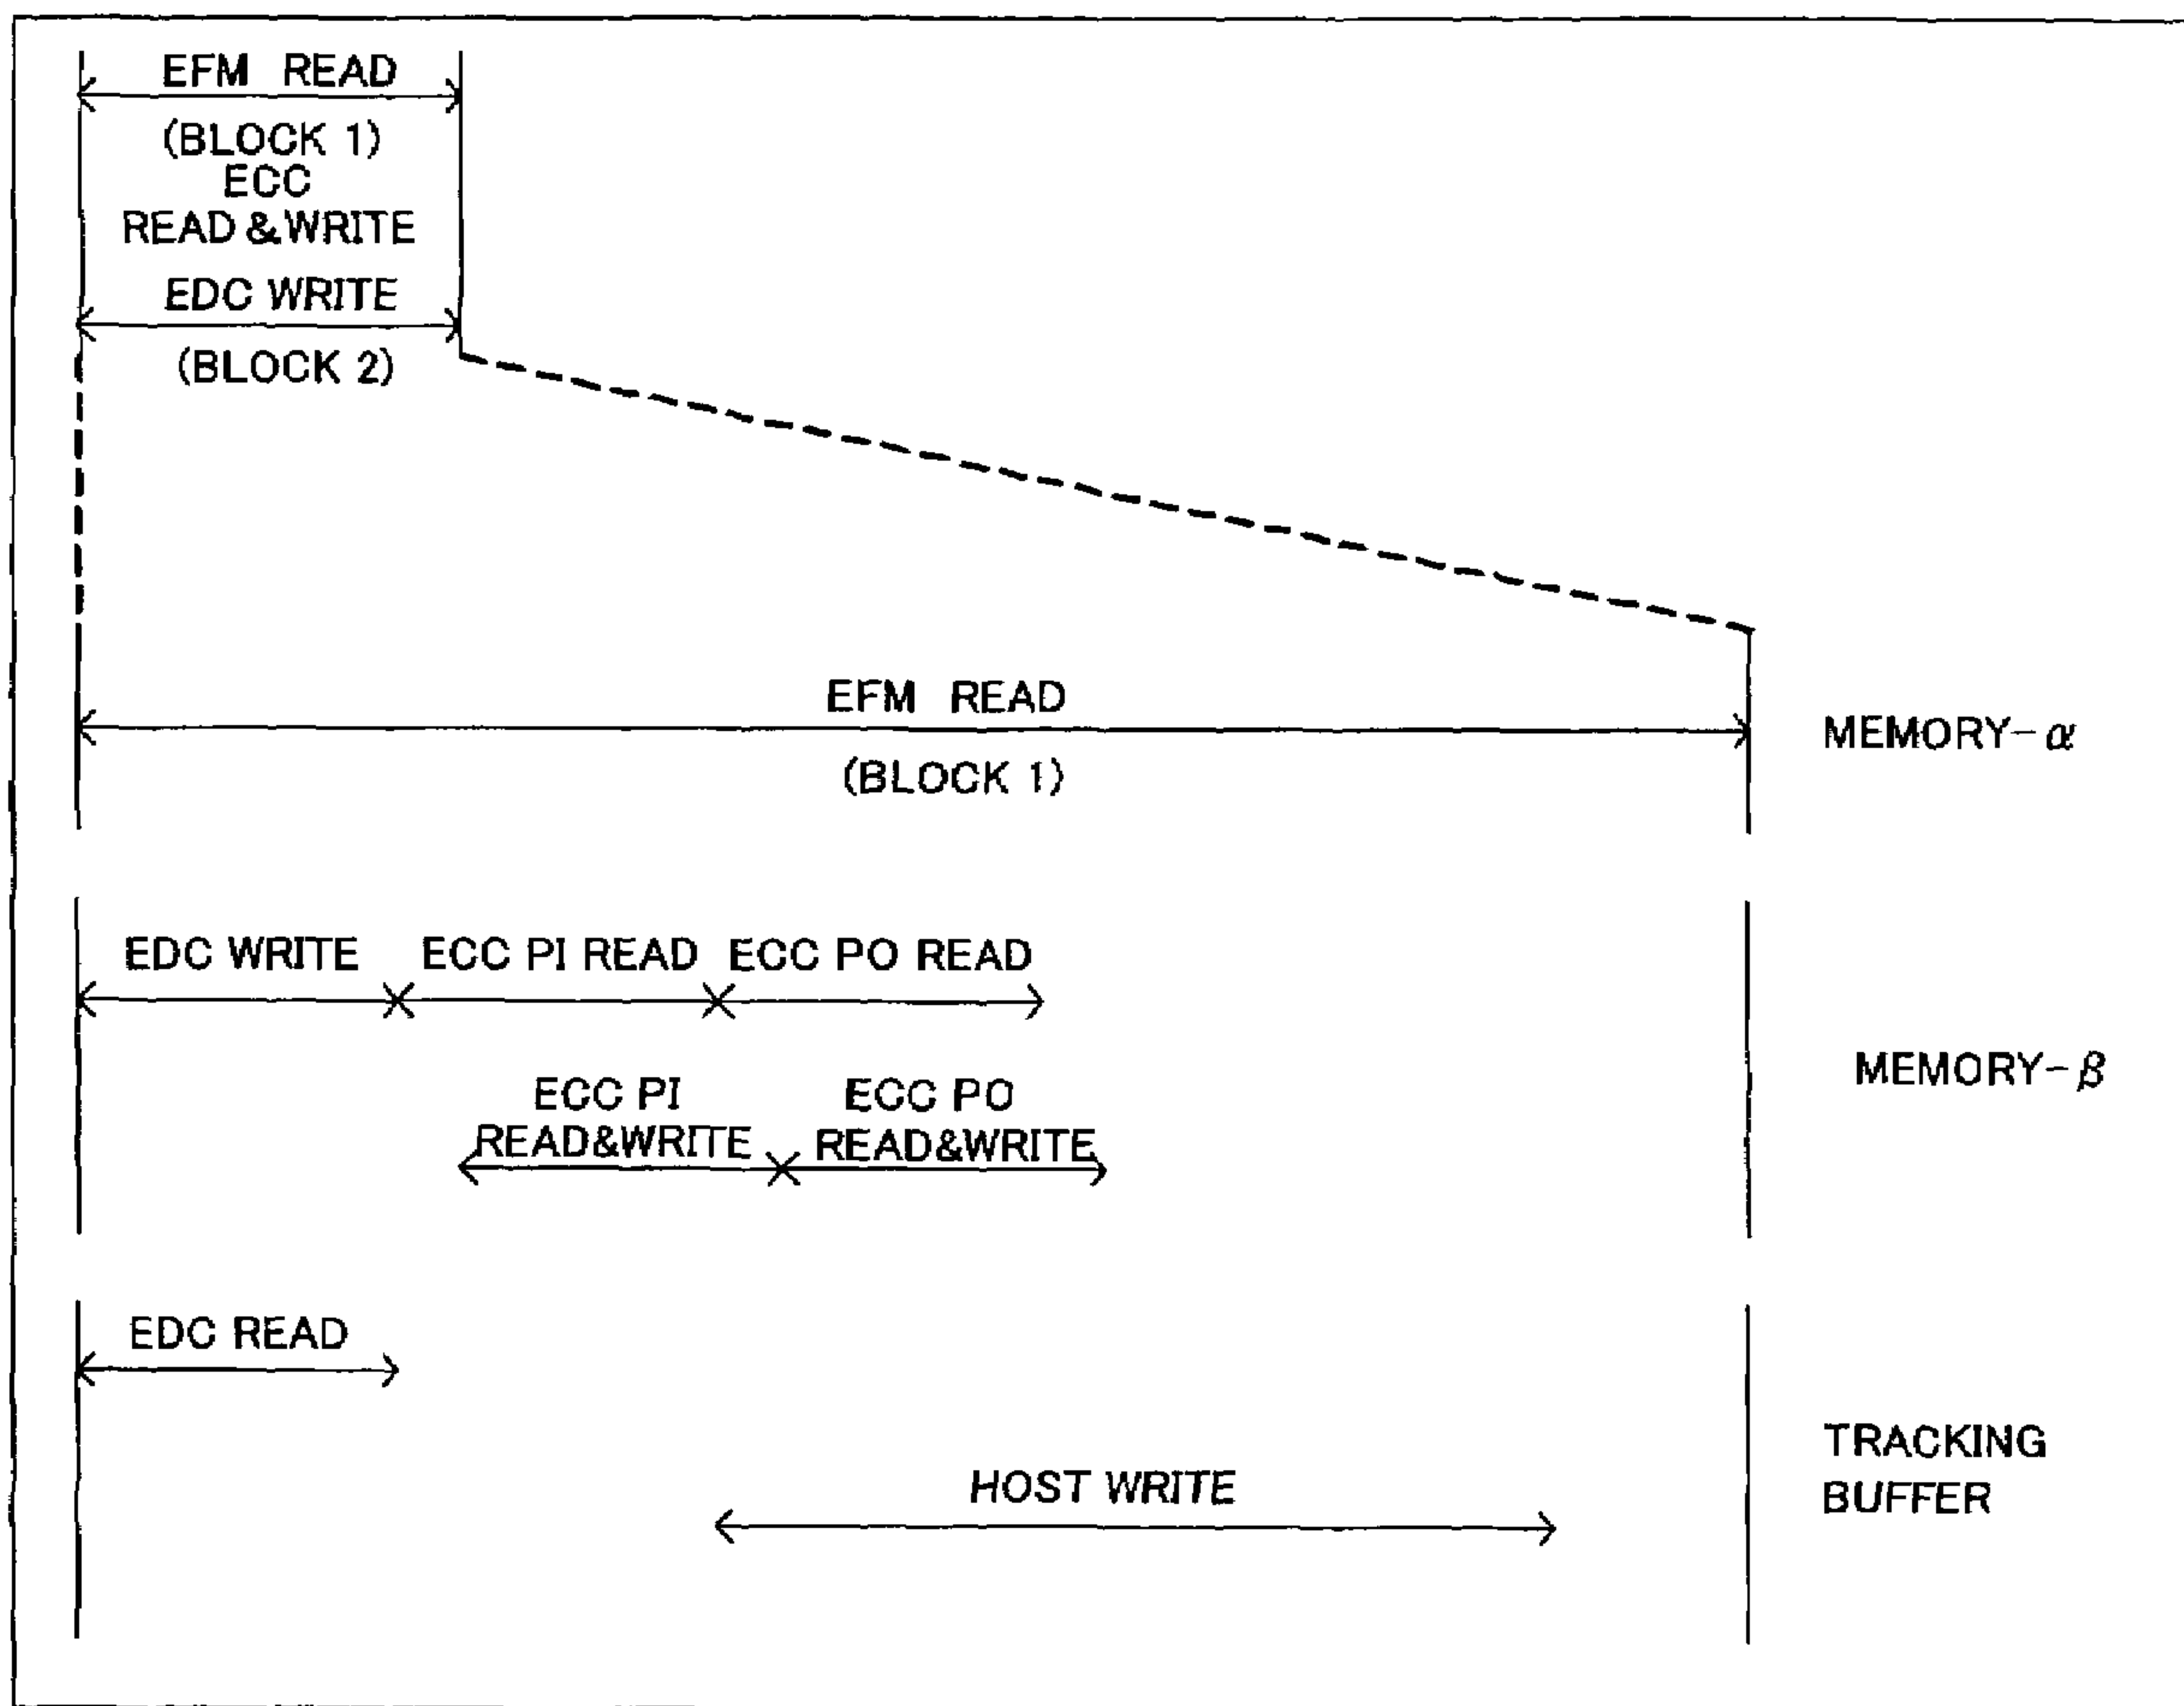 EFM READ
(BLOCK 1)
ECC
READ & WRITE
EDC WRITE
(BLOCK 2)
EFM READ
(BLOCK 1)
MEMORY-α
EDC WRITE
ECC PI READ
ECC PO READ
ECC PI
READ&WRITE
ECC PO
READ&WRITE
MEMORY-β
EDC READ
HOST WRITE
TRACKING
BUFFER